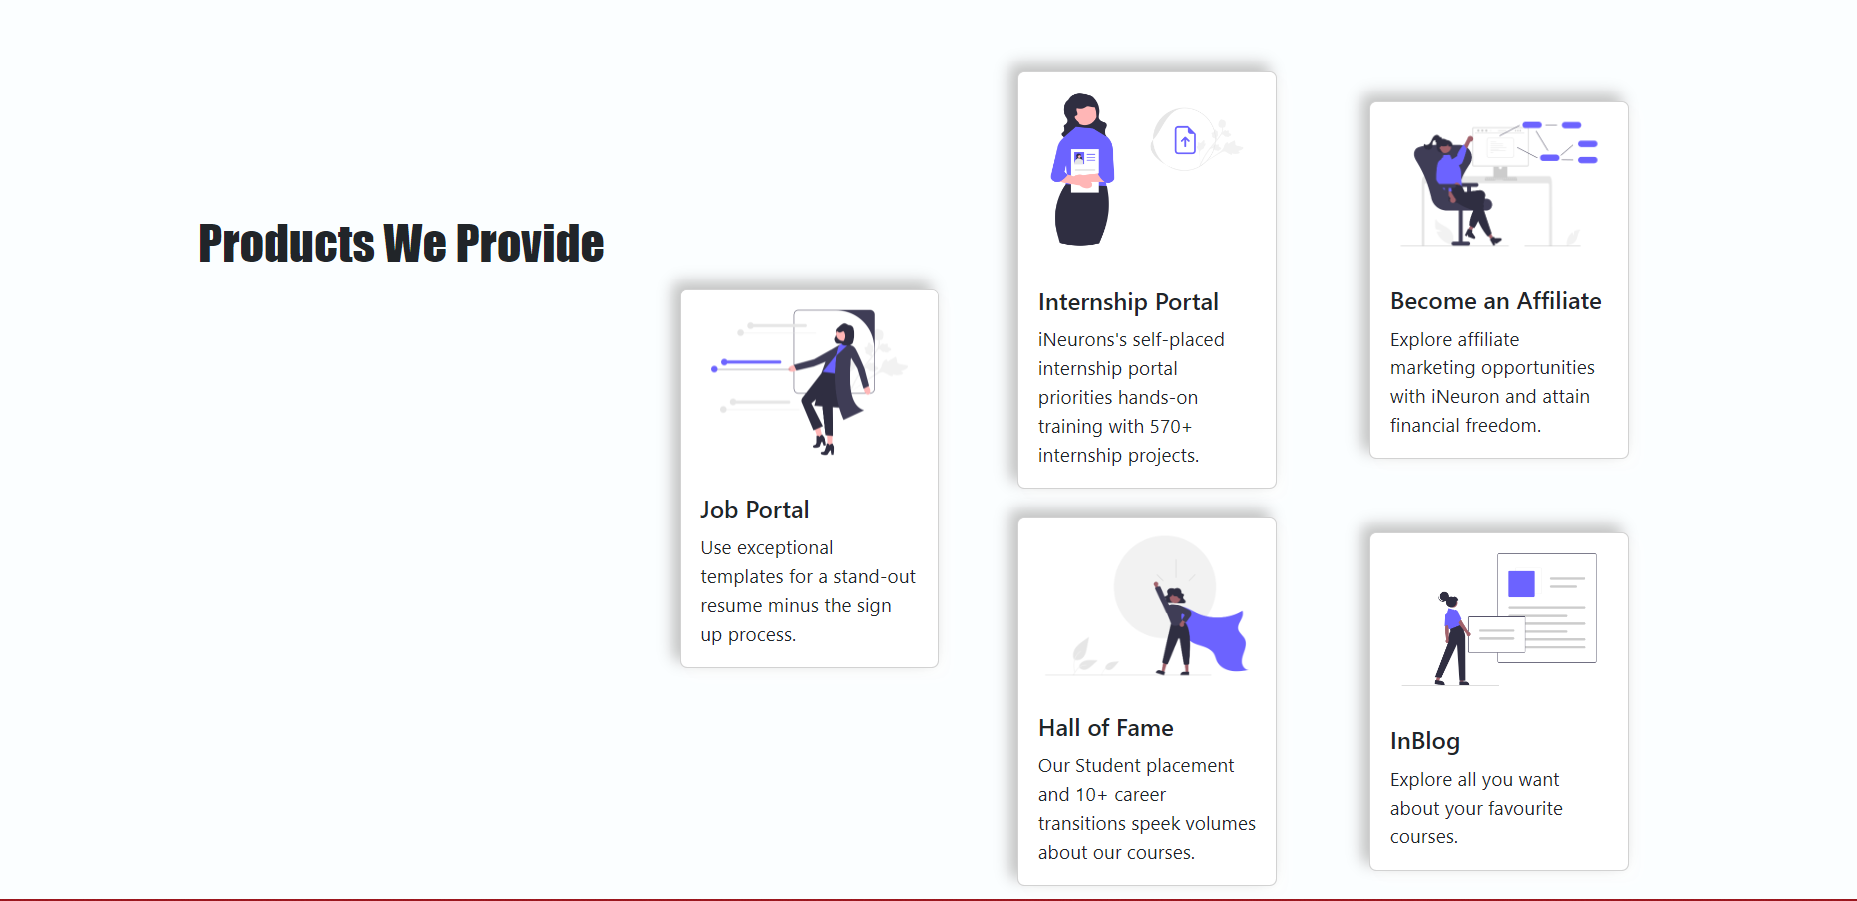 Products We Provide
Job Portal
Use exceptional
templates for a stand-out
resume minus the sign
up process.
Internship Portal
iNeurons's self-placed
internship portal
priorities hands-on
training with 570+
internship projects.
Hall of Fame
Our Student placement
and 10+ career
transitions speek volumes
about our courses.
Become an Affiliate
Explore affiliate
marketing opportunities
with iNeuron and attain
financial freedom.
InBlog
Explore all you want
about your favourite
courses.